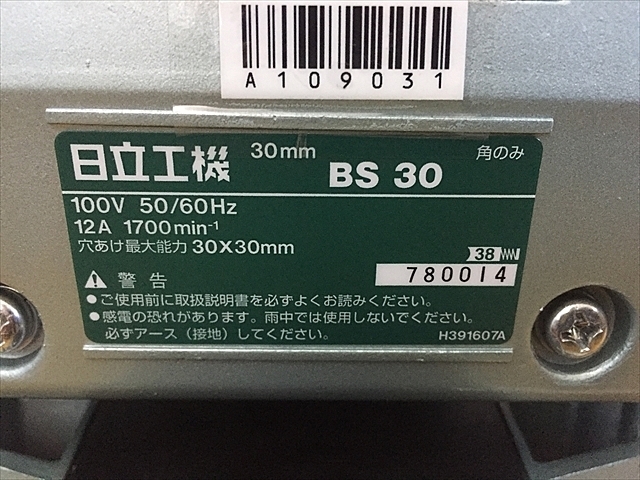 A109031
日立工機 30mm BS 30 角のみ
100V 50/60Hz
12A 1700min⁻¹
穴あけ最大能力 30X30mm
38
780014
警告
●ご使用前に取扱説明書を必ずよくお読みください。
●感電の恐れがあります。雨中では使用しないでください。
必ずアース（接地）してください。
H391607A